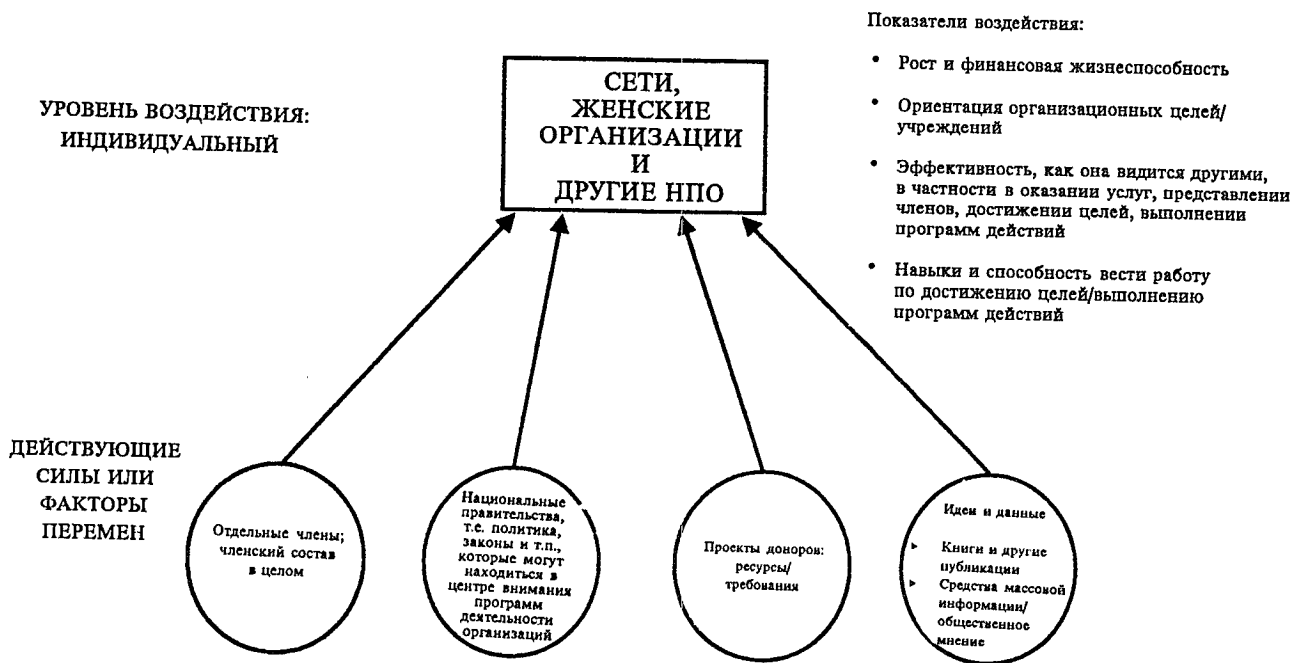 УРОВЕНЬ ВОЗДЕЙСТВИЯ:
ИНДИВИДУАЛЬНЫЙ
СЕТИ,
ЖЕНСКИЕ
ОРГАНИЗАЦИИ
И
ДРУГИЕ НПО
Показатели воздействия:
• Рост и финансовая жизнеспособность
• Ориентация организационных целей/
учреждений
• Эффективность, как она видится другими,
в частности в оказании услуг, представлении
членов, достижении целей, выполнении
программ действий
• Навыки и способность вести работу
по достижению целей/выполнению
программ действий
ДЕЙСТВУЮЩИЕ
СИЛЫ ИЛИ
ФАКТОРЫ
ПЕРЕМЕН
Отдельные члены;
членский состав
в целом
Национальные
правительства,
т.е. политика,
законы и т.п.,
которые могут
находиться в
центре внимания
программ
деятельности
организаций
Проекты доноров:
ресурсы/
требования
Идеи и данные
► Книги и другие
публикации
► Средства массовой
информации/
общественное
мнение